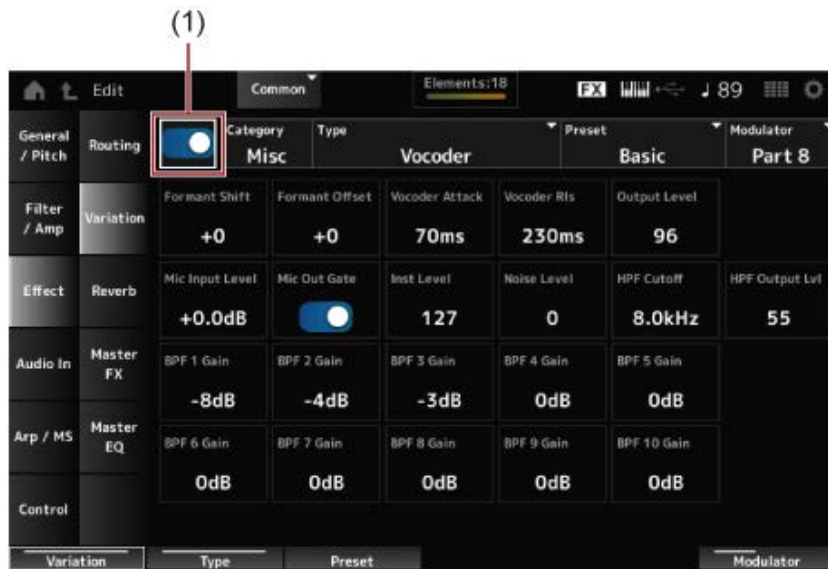 (1)
Edit
Common
Elements:18
FX
♩ 89
General / Pitch
Routing
Category
Misc
Type
Vocoder
Preset
Basic
Modulator
Part 8
Filter / Amp
Variation
Formant Shift
+0
Formant Offset
+0
Vocoder Attack
70ms
Vocoder Rls
230ms
Output Level
96
Effect
Reverb
Mic Input Level
+0.0dB
Mic Out Gate
Inst Level
127
Noise Level
0
HPF Cutoff
8.0kHz
HPF Output Lvl
55
Audio In
Master FX
BPF 1 Gain
-8dB
BPF 2 Gain
-4dB
BPF 3 Gain
-3dB
BPF 4 Gain
0dB
BPF 5 Gain
0dB
Arp / MS
Master EQ
BPF 6 Gain
0dB
BPF 7 Gain
0dB
BPF 8 Gain
0dB
BPF 9 Gain
0dB
BPF 10 Gain
0dB
Control
Variation
Type
Preset
Modulator